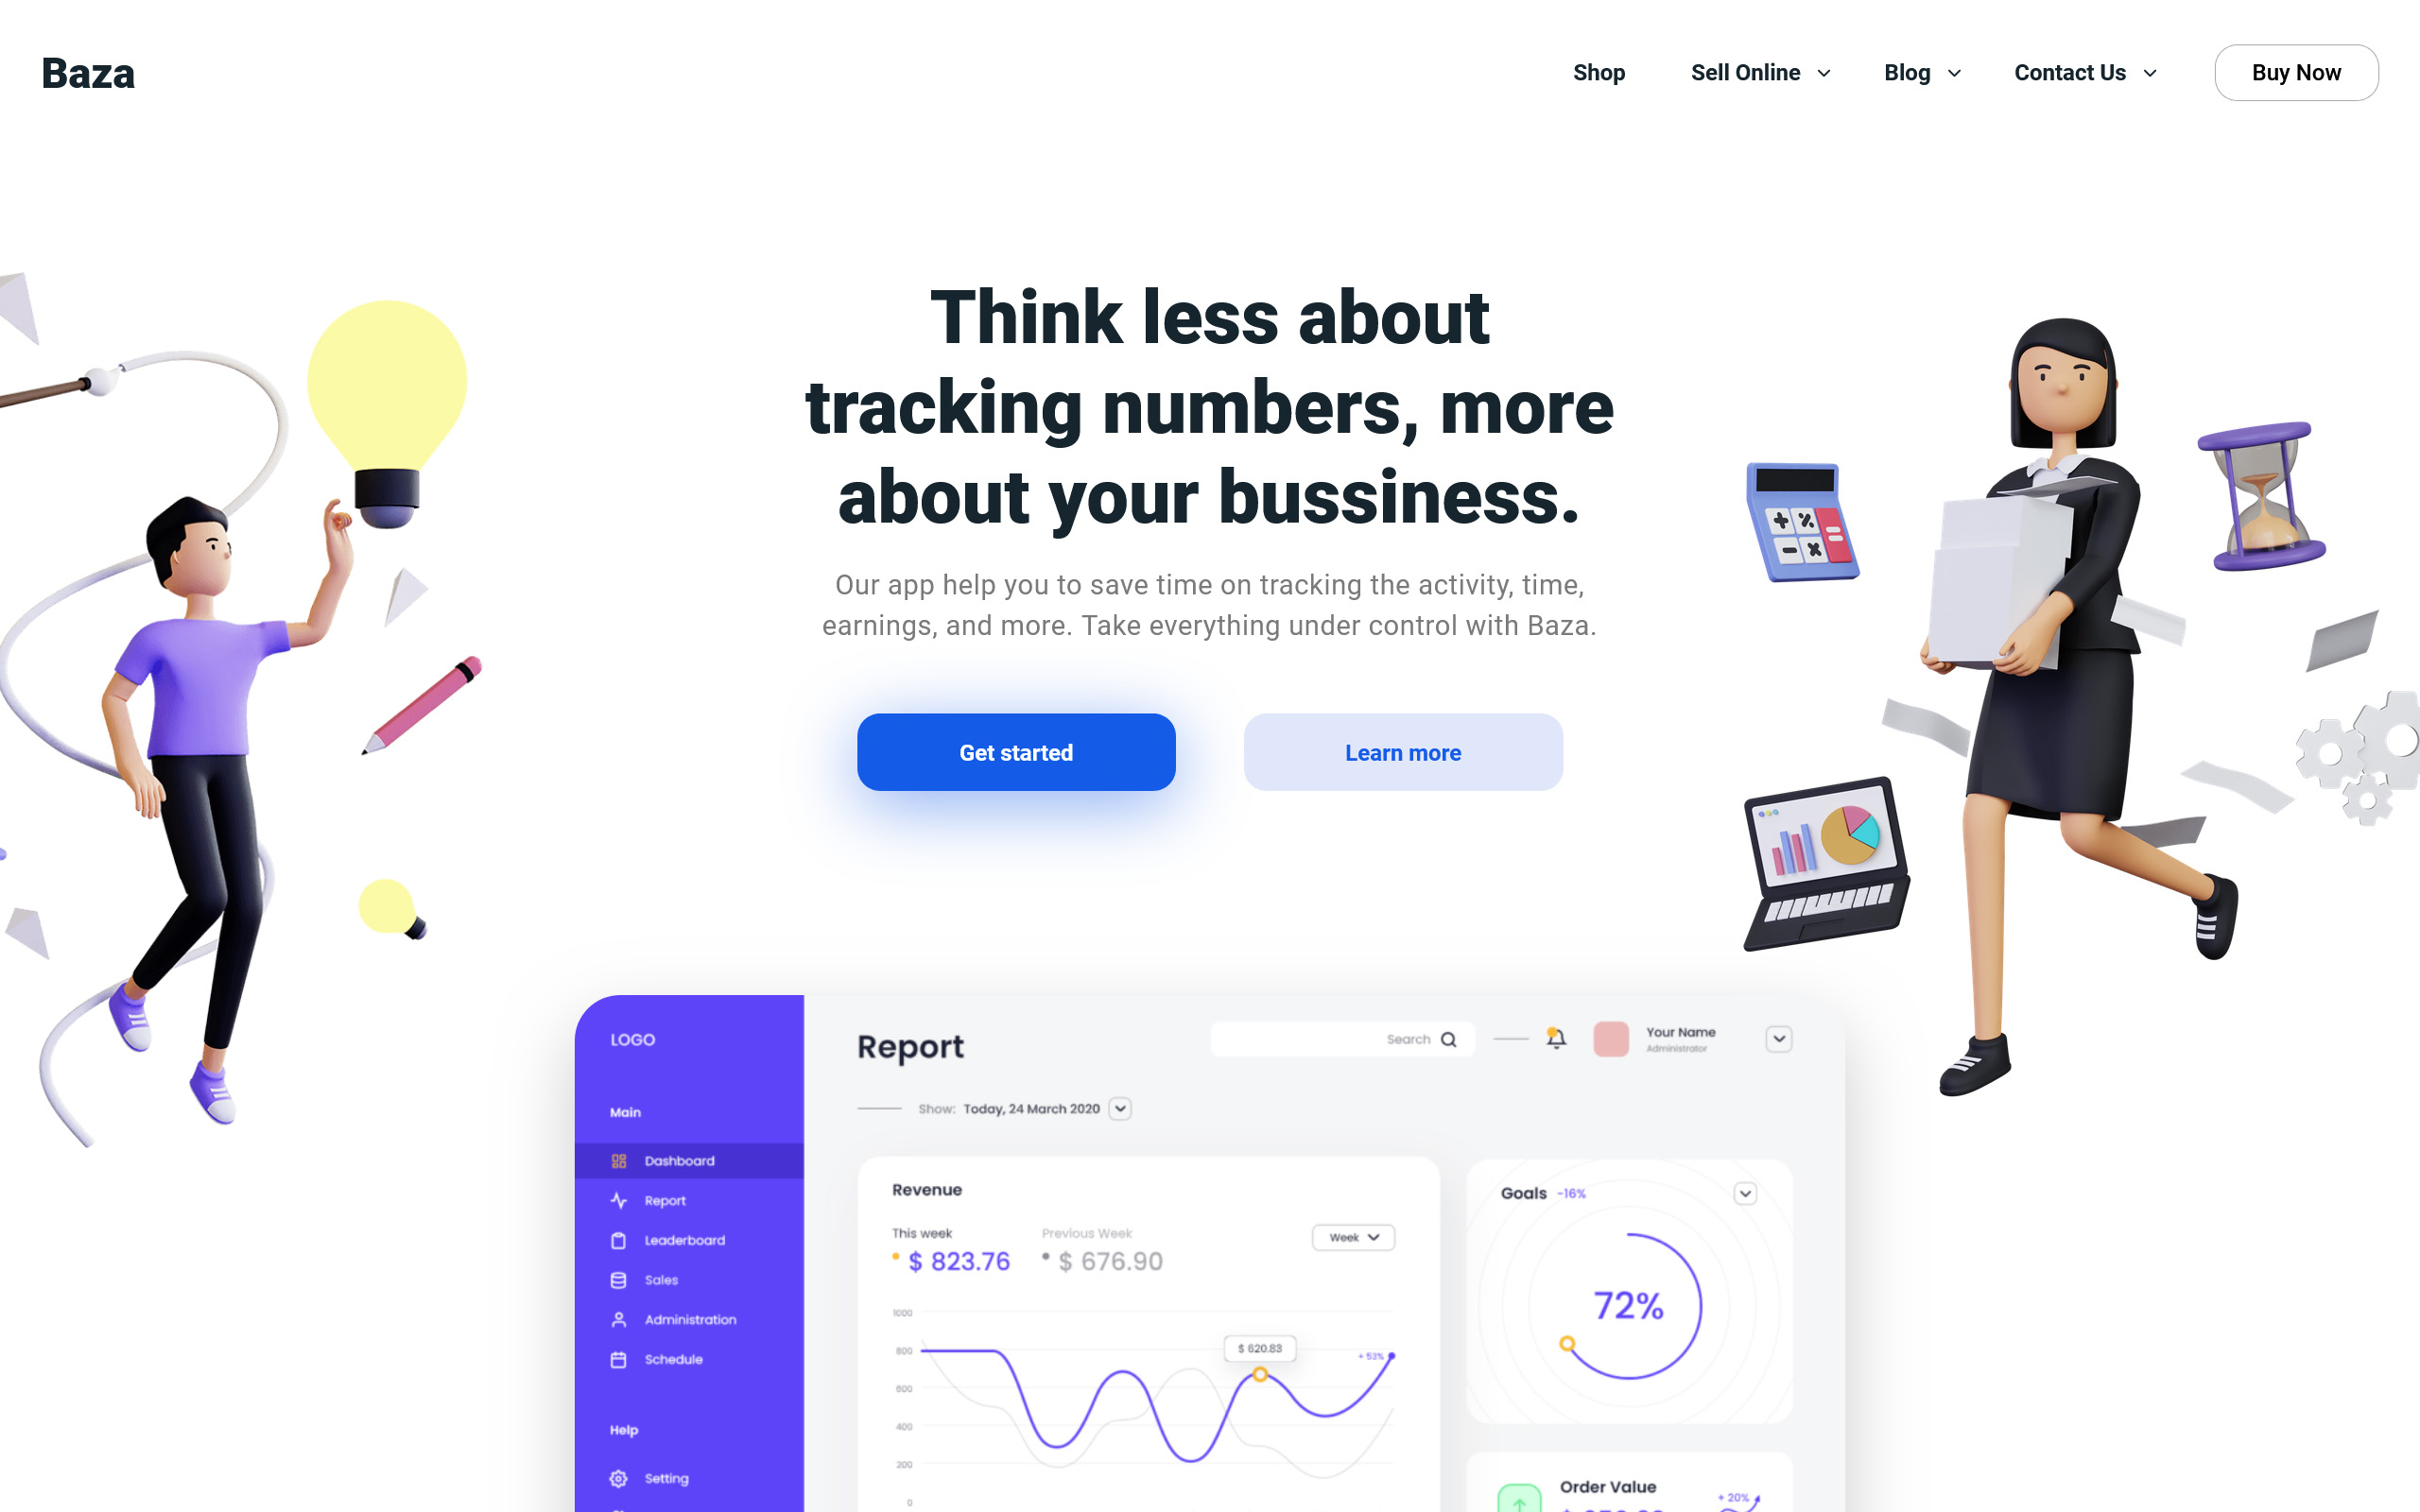 Baza
Shop
Sell Online
Blog
Contact Us
Buy Now
Think less about
tracking numbers, more
about your bussiness.
Our app help you to save time on tracking the activity, time,
earnings, and more. Take everything under control with Baza.
Get started
Learn more
LOGO
Main
Dashboard
Report
Leaderboard
Sales
Administration
Schedule
Help
Setting
Report
Search
Your Name
Administrator
Show: Today, 24 March 2020
Revenue
This week
$ 823.76
Previous Week
$ 676.90
Week
1000
800
600
400
200
0
$ 620.83
+ 53%
Goals -16%
72%
Order Value
+ 20%